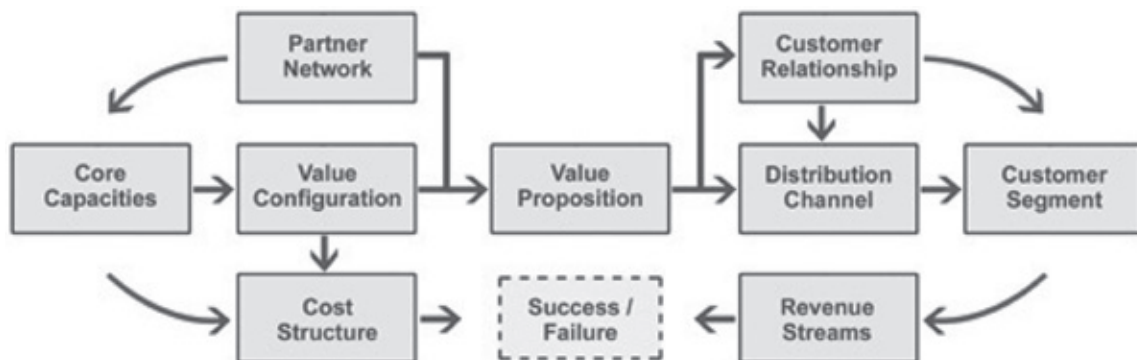 Partner
Network
Customer
Relationship
Core
Capacities
Value
Configuration
Value
Proposition
Distribution
Channel
Customer
Segment
Cost
Structure
Success /
Failure
Revenue
Streams